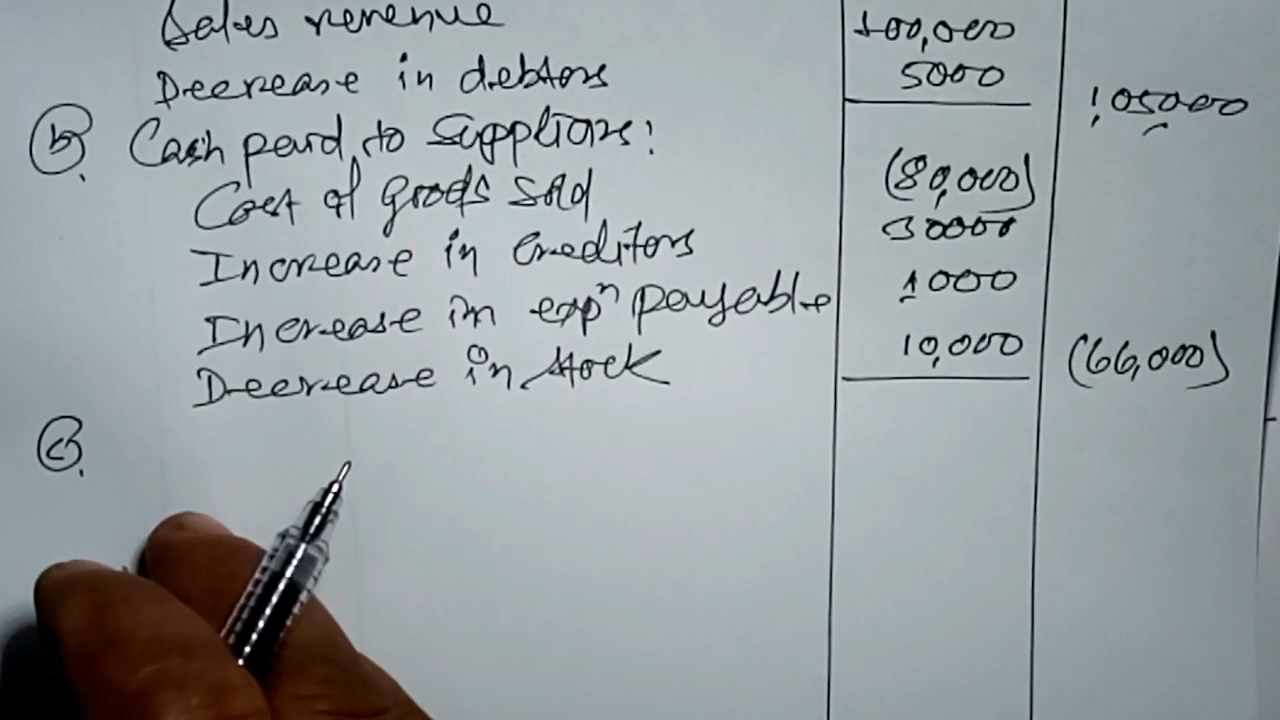 Sales revenue 100,000
Decrease in debtors 5000 1,05000
(b). Cash paid to Suppliers:
Cost of goods sold (80,000)
Increase in Creditors
Increase in expn payable 1000
Decrease in stock 10,000 (66,000)
(c).